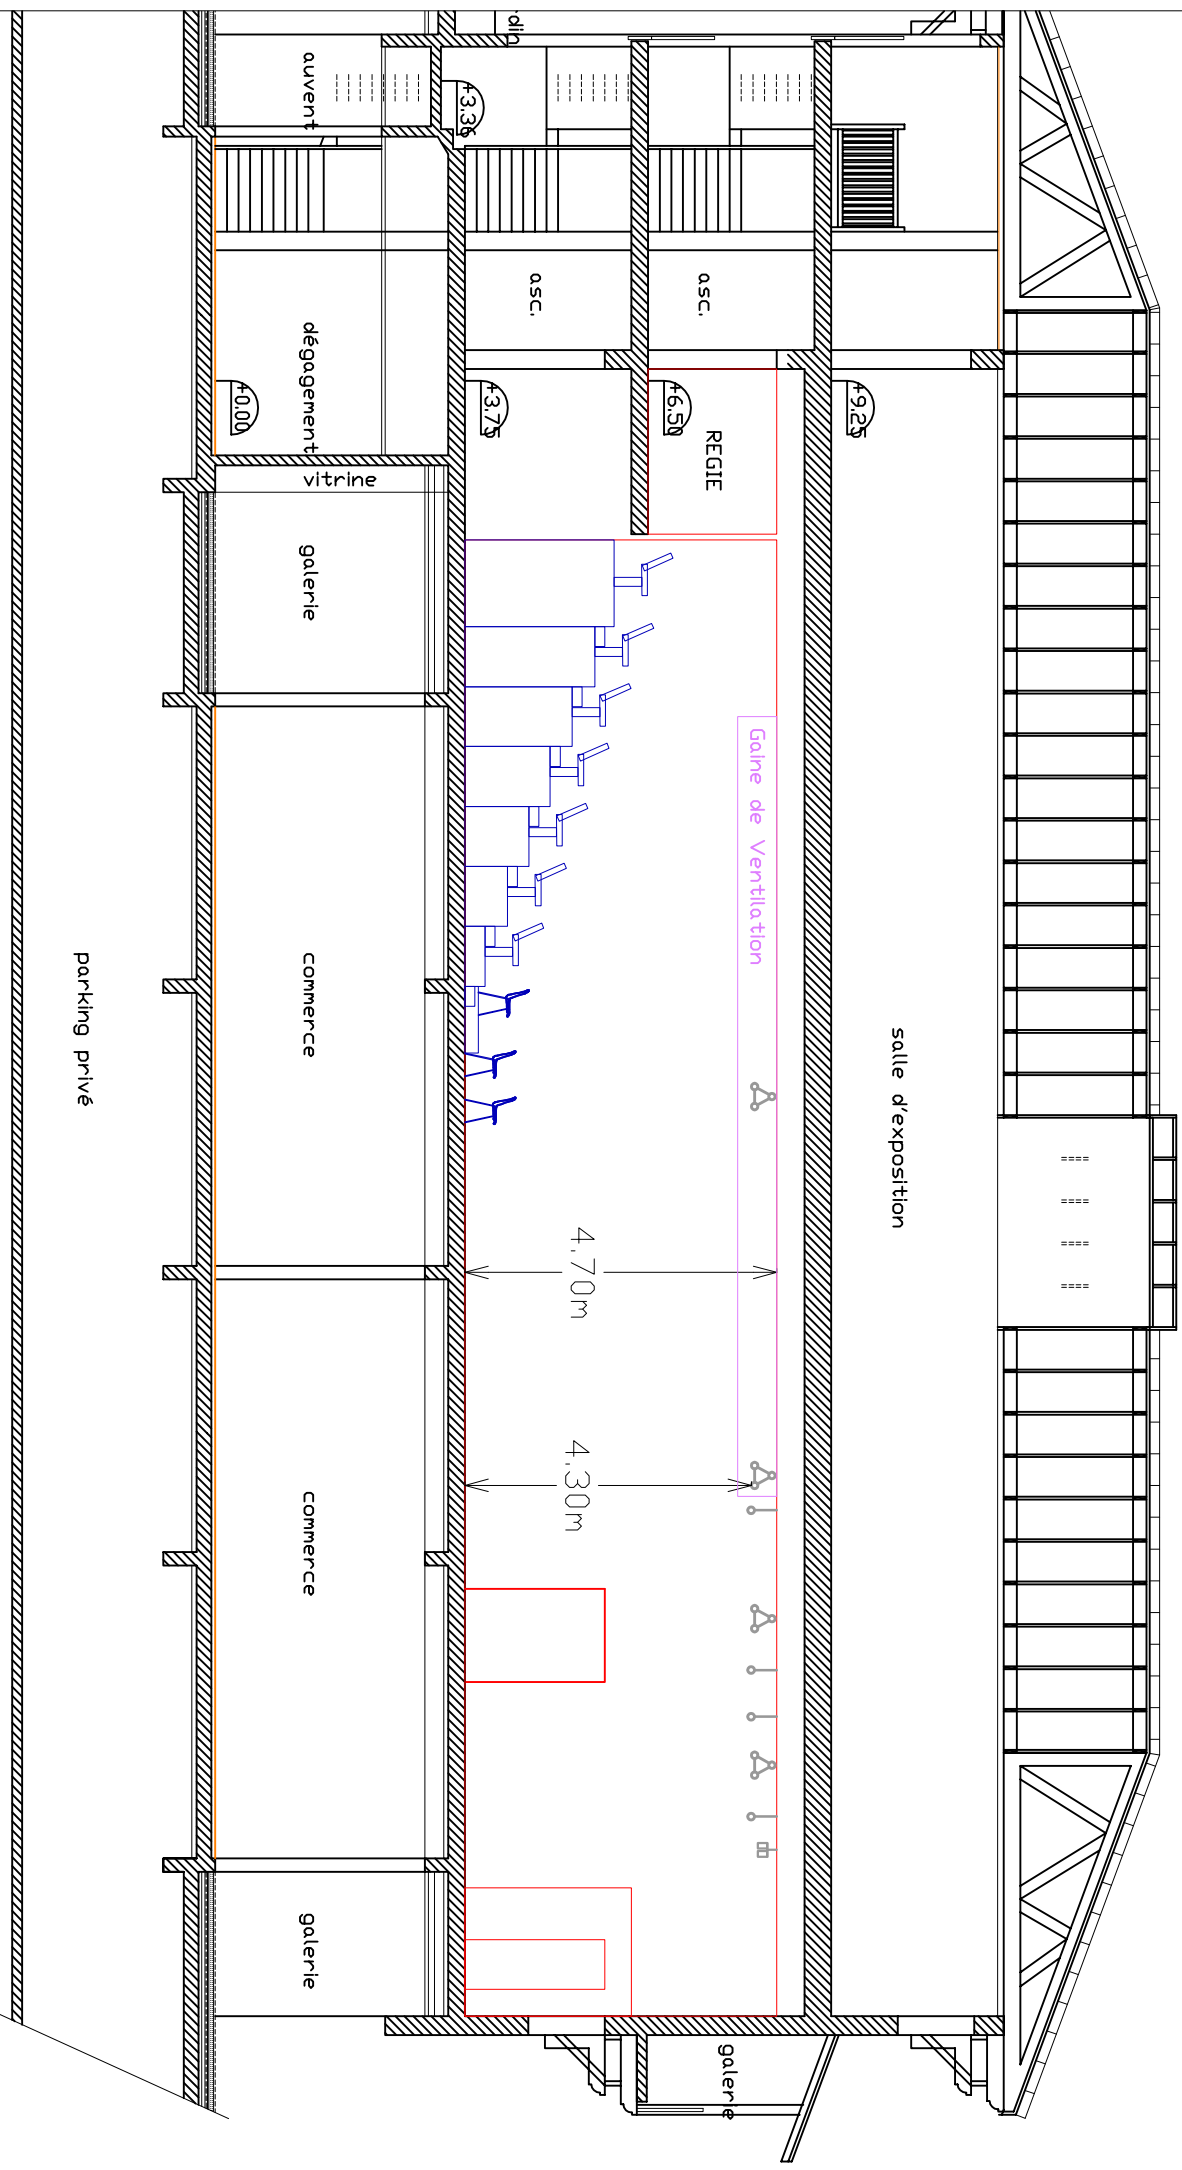 salle d'exposition
+9.25
REGIE
+6.50
asc.
asc.
Gaine de Ventilation
galerie
4.70m
4.30m
+3.75
+3.36
auvent
dégagement
vitrine
galerie
commerce
commerce
galerie
+0.00
parking privé